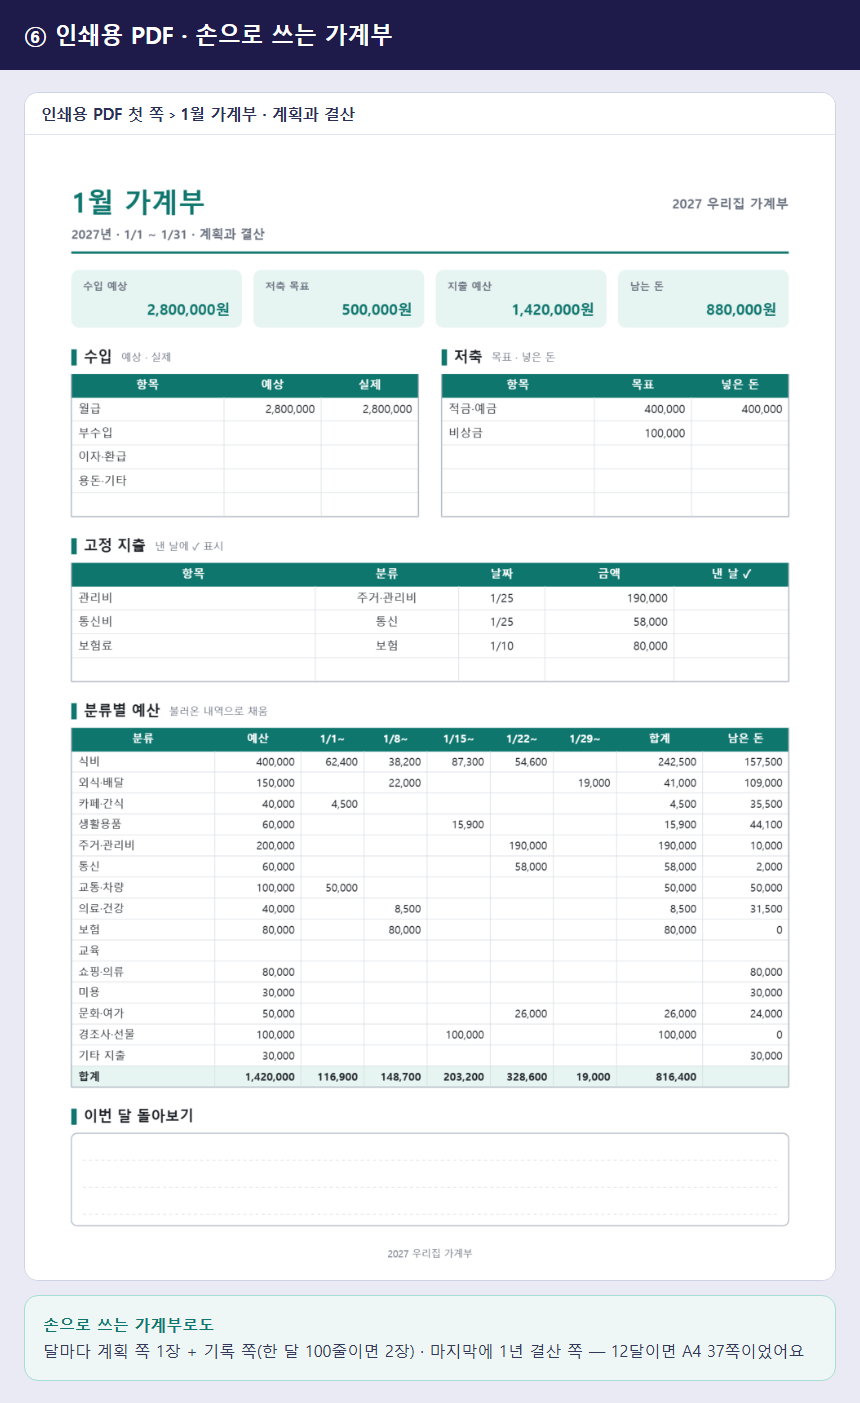 ⑥ 인쇄용 PDF · 손으로 쓰는 가계부
인쇄용 PDF 첫 쪽 › 1월 가계부 · 계획과 결산
1월 가계부
2027 우리집 가계부
2027년 · 1/1 ~ 1/31 · 계획과 결산
수입 예상 저축 목표 지출 예산 남는 돈
2,800,000원 500,000원 1,420,000원 880,000원
수입 예상 · 실제
항목 예상 실제
월급 2,800,000 2,800,000
부수입
이자·환급
용돈·기타
저축 목표 · 넣은 돈
항목 목표 넣은 돈
적금·예금 400,000 400,000
비상금 100,000
고정 지출 낸 날에 ✓ 표시
항목 분류 날짜 금액 낸 날 ✓
관리비 주거·관리비 1/25 190,000
통신비 통신 1/25 58,000
보험료 보험 1/10 80,000
분류별 예산 불러온 내역으로 채움
분류 예산 1/1~ 1/8~ 1/15~ 1/22~ 1/29~ 합계 남은 돈
식비 400,000 62,400 38,200 87,300 54,600 242,500 157,500
외식·배달 150,000 22,000 19,000 41,000 109,000
카페·간식 40,000 4,500 4,500 35,500
생활용품 60,000 15,900 15,900 44,100
주거·관리비 200,000 190,000 190,000 10,000
통신 60,000 58,000 58,000 2,000
교통·차량 100,000 50,000 50,000 50,000
의료·건강 40,000 8,500 8,500 31,500
보험 80,000 80,000 80,000 0
교육
쇼핑·의류 80,000 80,000
미용 30,000 30,000
문화·여가 50,000 26,000 26,000 24,000
경조사·선물 100,000 100,000 100,000 0
기타 지출 30,000 30,000
합계 1,420,000 116,900 148,700 203,200 328,600 19,000 816,400
이번 달 돌아보기
2027 우리집 가계부
손으로 쓰는 가계부로도
달마다 계획 쪽 1장 + 기록 쪽(한 달 100줄이면 2장) · 마지막에 1년 결산 쪽 — 12달이면 A4 37쪽이었어요